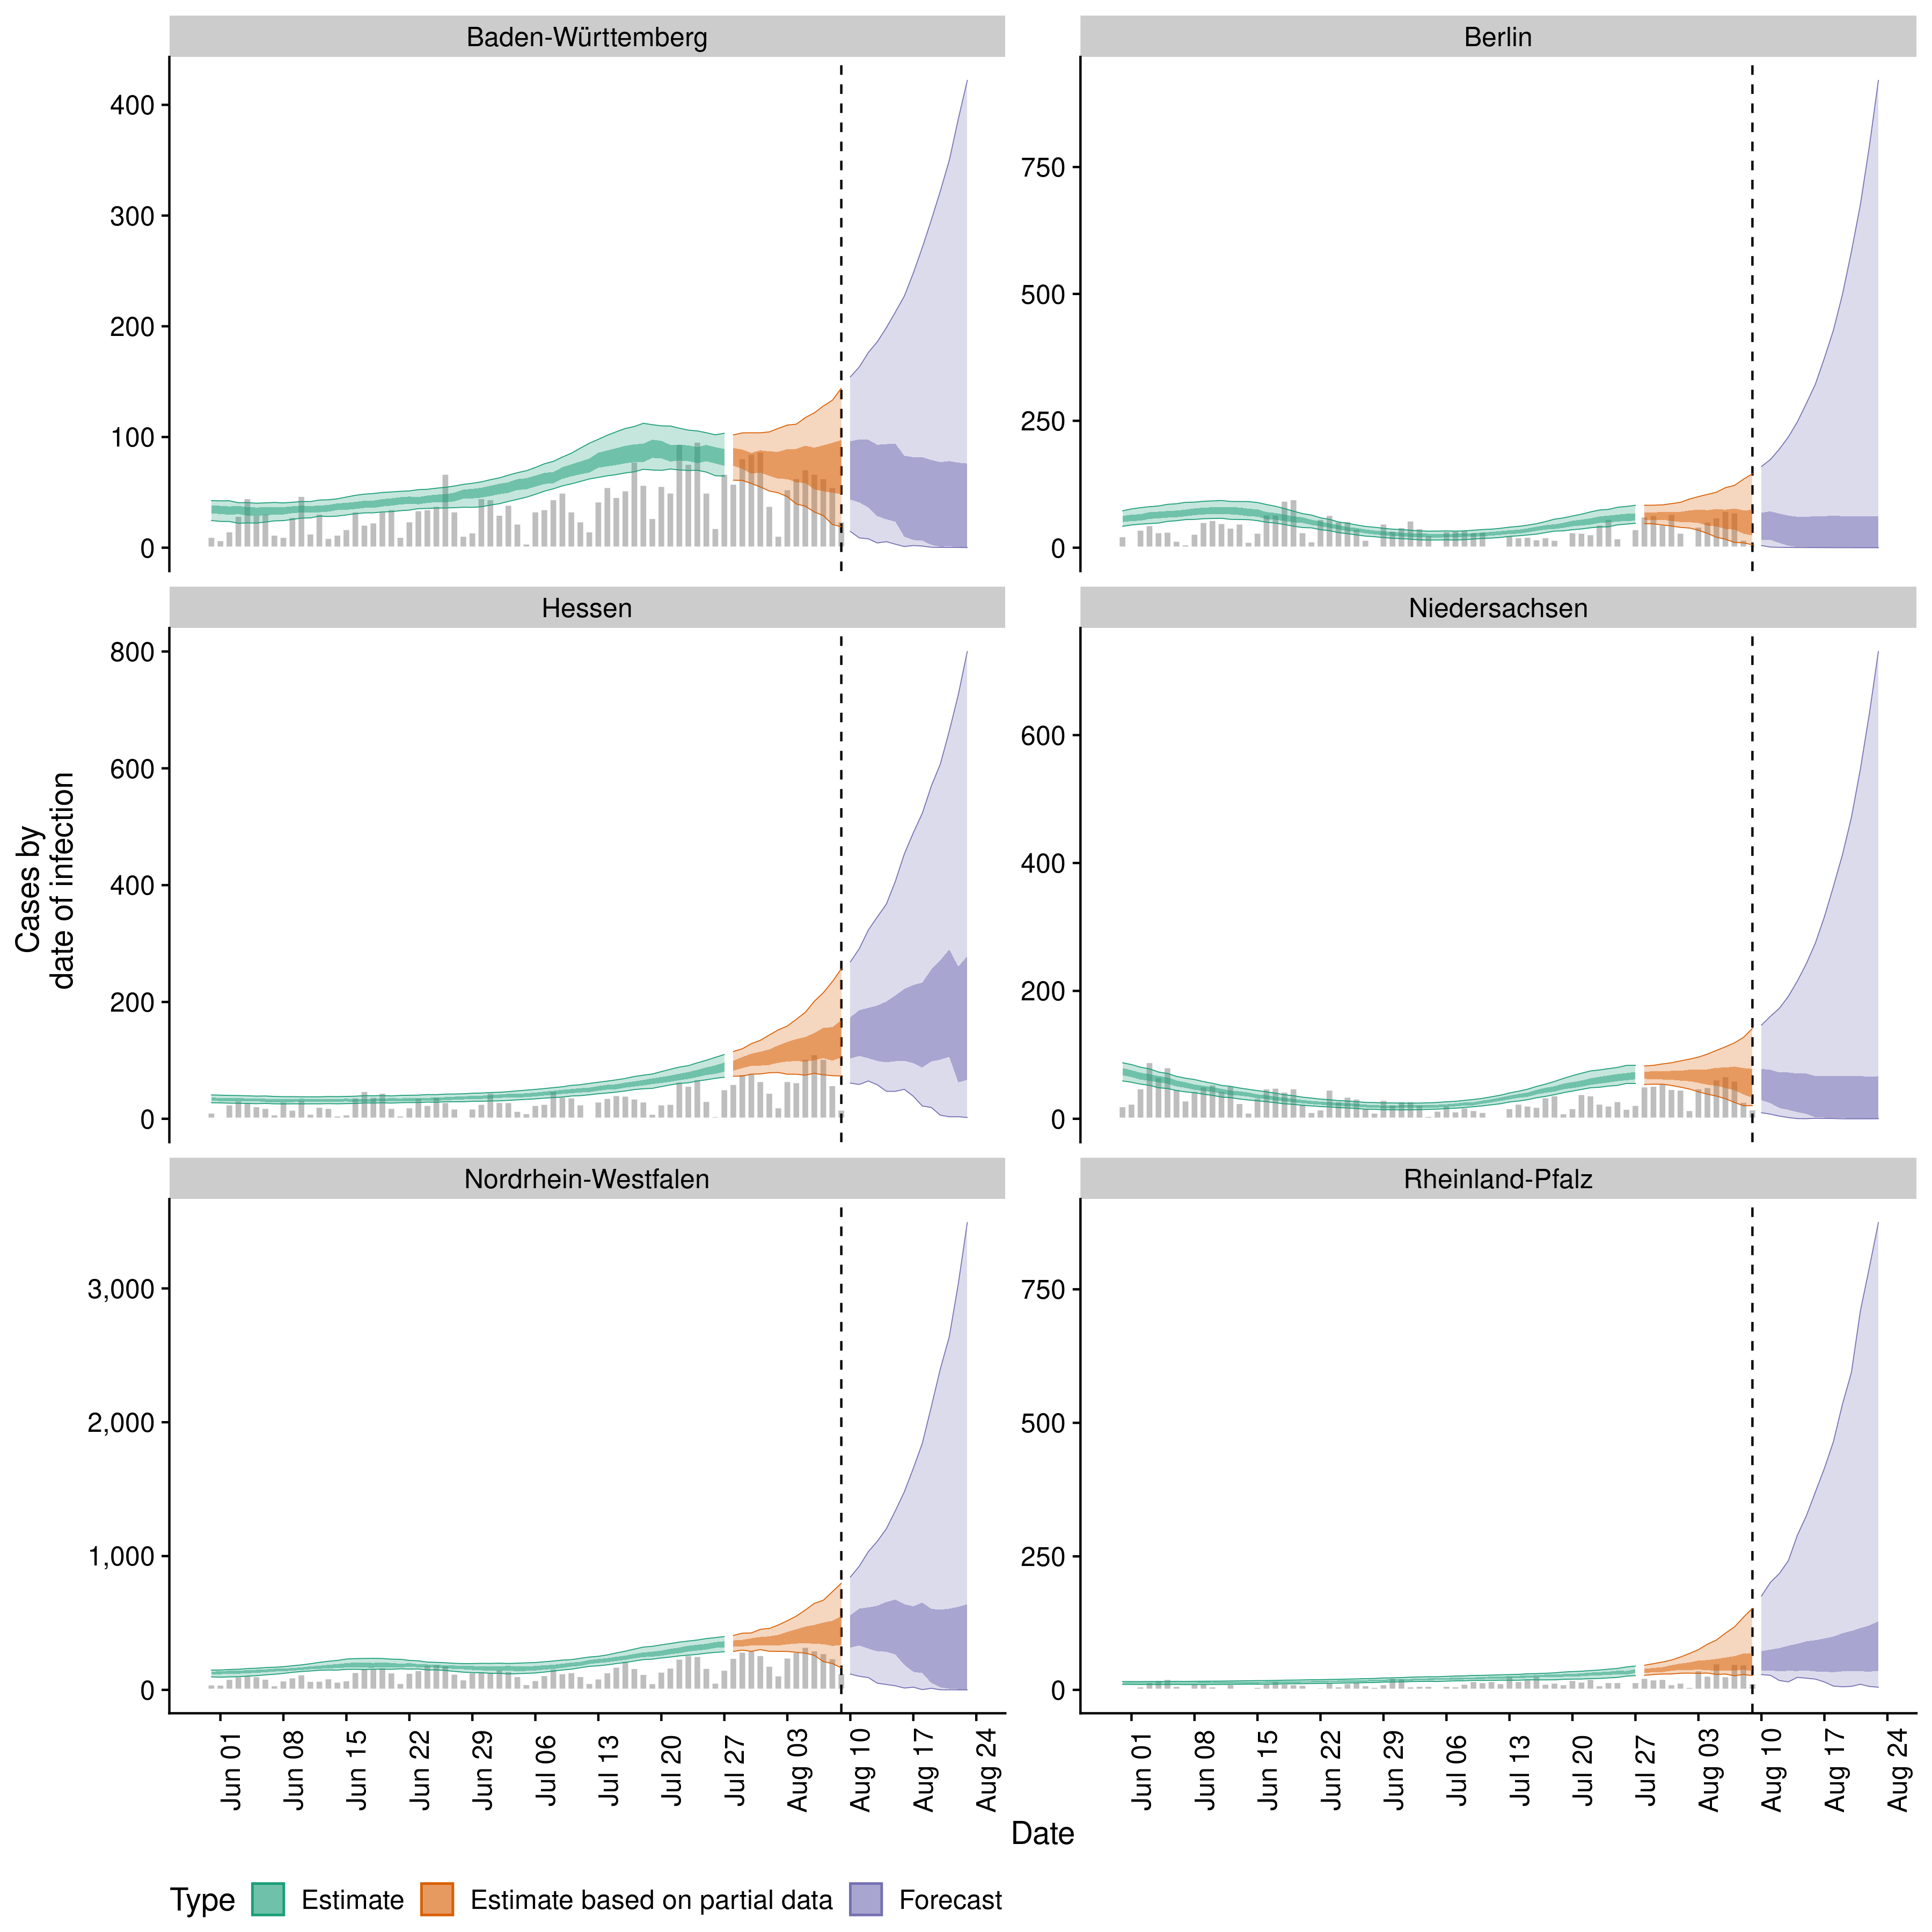 Baden-Württemberg
Berlin
400
300
200
100
0
750
500
250
0
Hessen
Niedersachsen
800
600
400
200
0
600
400
200
0
Nordrhein-Westfalen
Rheinland-Pfalz
3,000
2,000
1,000
0
750
500
250
0
Cases by
date of infection
Jun 01
Jun 08
Jun 15
Jun 22
Jun 29
Jul 06
Jul 13
Jul 20
Jul 27
Aug 03
Aug 10
Aug 17
Aug 24
Jun 01
Jun 08
Jun 15
Jun 22
Jun 29
Jul 06
Jul 13
Jul 20
Jul 27
Aug 03
Aug 10
Aug 17
Aug 24
Date
Type Estimate Estimate based on partial data Forecast